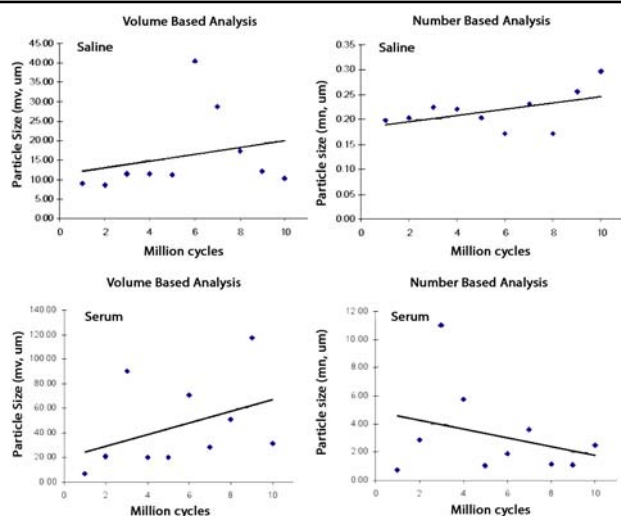 Volume Based Analysis
Saline
Particle Size (mv, um)
45.00
40.00
35.00
30.00
25.00
20.00
15.00
10.00
5.00
0.00
0 2 4 6 8 10
Million cycles
Number Based Analysis
Saline
Particle size (mn, um)
0.35
0.30
0.25
0.20
0.15
0.10
0.05
0.00
0 2 4 6 8 10
Million cycles
Volume Based Analysis
Serum
Particle Size (mv, um)
140.00
120.00
100.00
80.00
60.00
40.00
20.00
0.00
0 2 4 6 8 10
Million cycles
Number Based Analysis
Serum
Particle Size (mn, um)
12.00
10.00
8.00
6.00
4.00
2.00
0.00
0 2 4 6 8 10
Million cycles